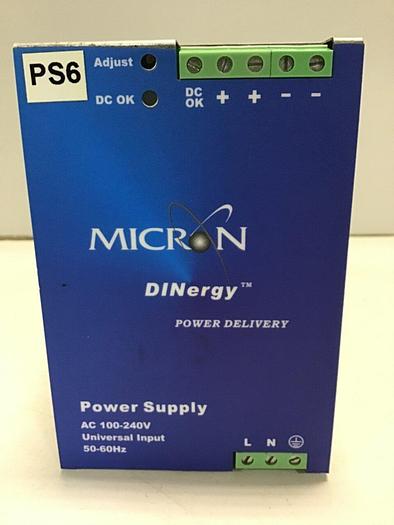 PS6
Adjust
DC OK
DC OK + + - -
MICRON
DINergy™
POWER DELIVERY
Power Supply
AC 100-240V
Universal Input
50-60Hz
L N